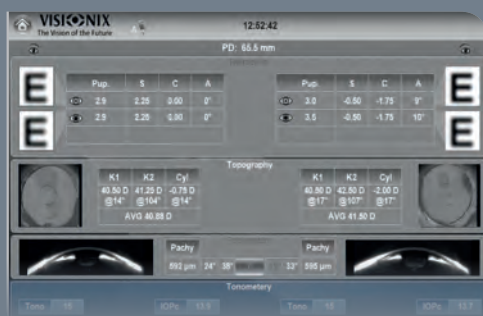 VISIONIX
The Vision of the Future
12:52:42
PD: 65.5 mm
E E
Pup. S C A Pup. S C A
2.9 2.25 0.00 0° 3.0 -0.50 -1.75 9°
2.9 2.25 0.00 0° 3.5 -0.50 -1.75 10°
E E
Topography
K1 K2 Cyl K1 K2 Cyl
40.50 D 41.25 D -0.75 D 40.50 D 42.50 D -2.00 D
@14° @104° @14° @17° @107° @17°
AVG 40.88 D AVG 41.50 D
Pachy Pachy
592 µm 24° 38° 33° 595 µm
Tonometery
Tono 15 IOPc 13.9 Tono 15 IOPc 13.7